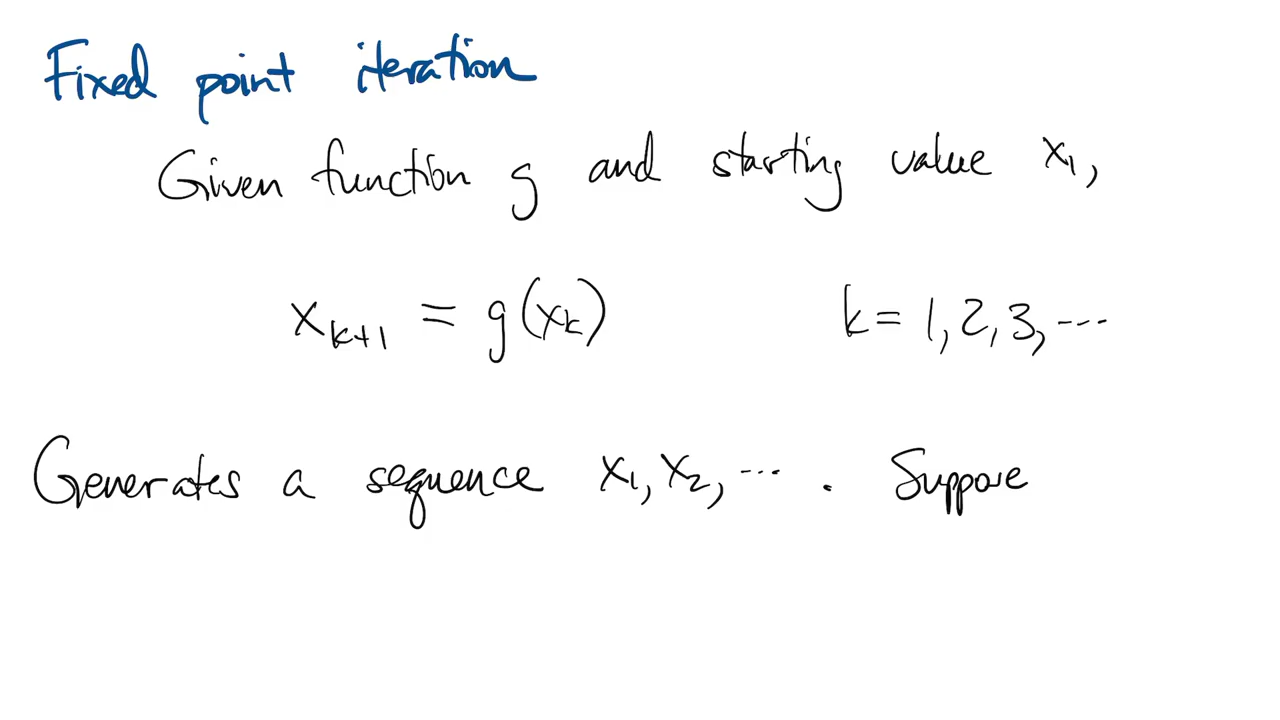 Fixed point iteration
Given function g and starting value x₁,
xₖ₊₁ = g(xₖ) k = 1, 2, 3, ...
Generates a sequence x₁, x₂, ... . Suppose